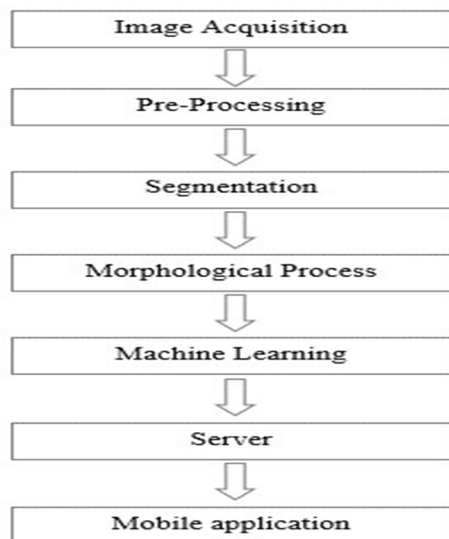 Image Acquisition
Pre-Processing
Segmentation
Morphological Process
Machine Learning
Server
Mobile application